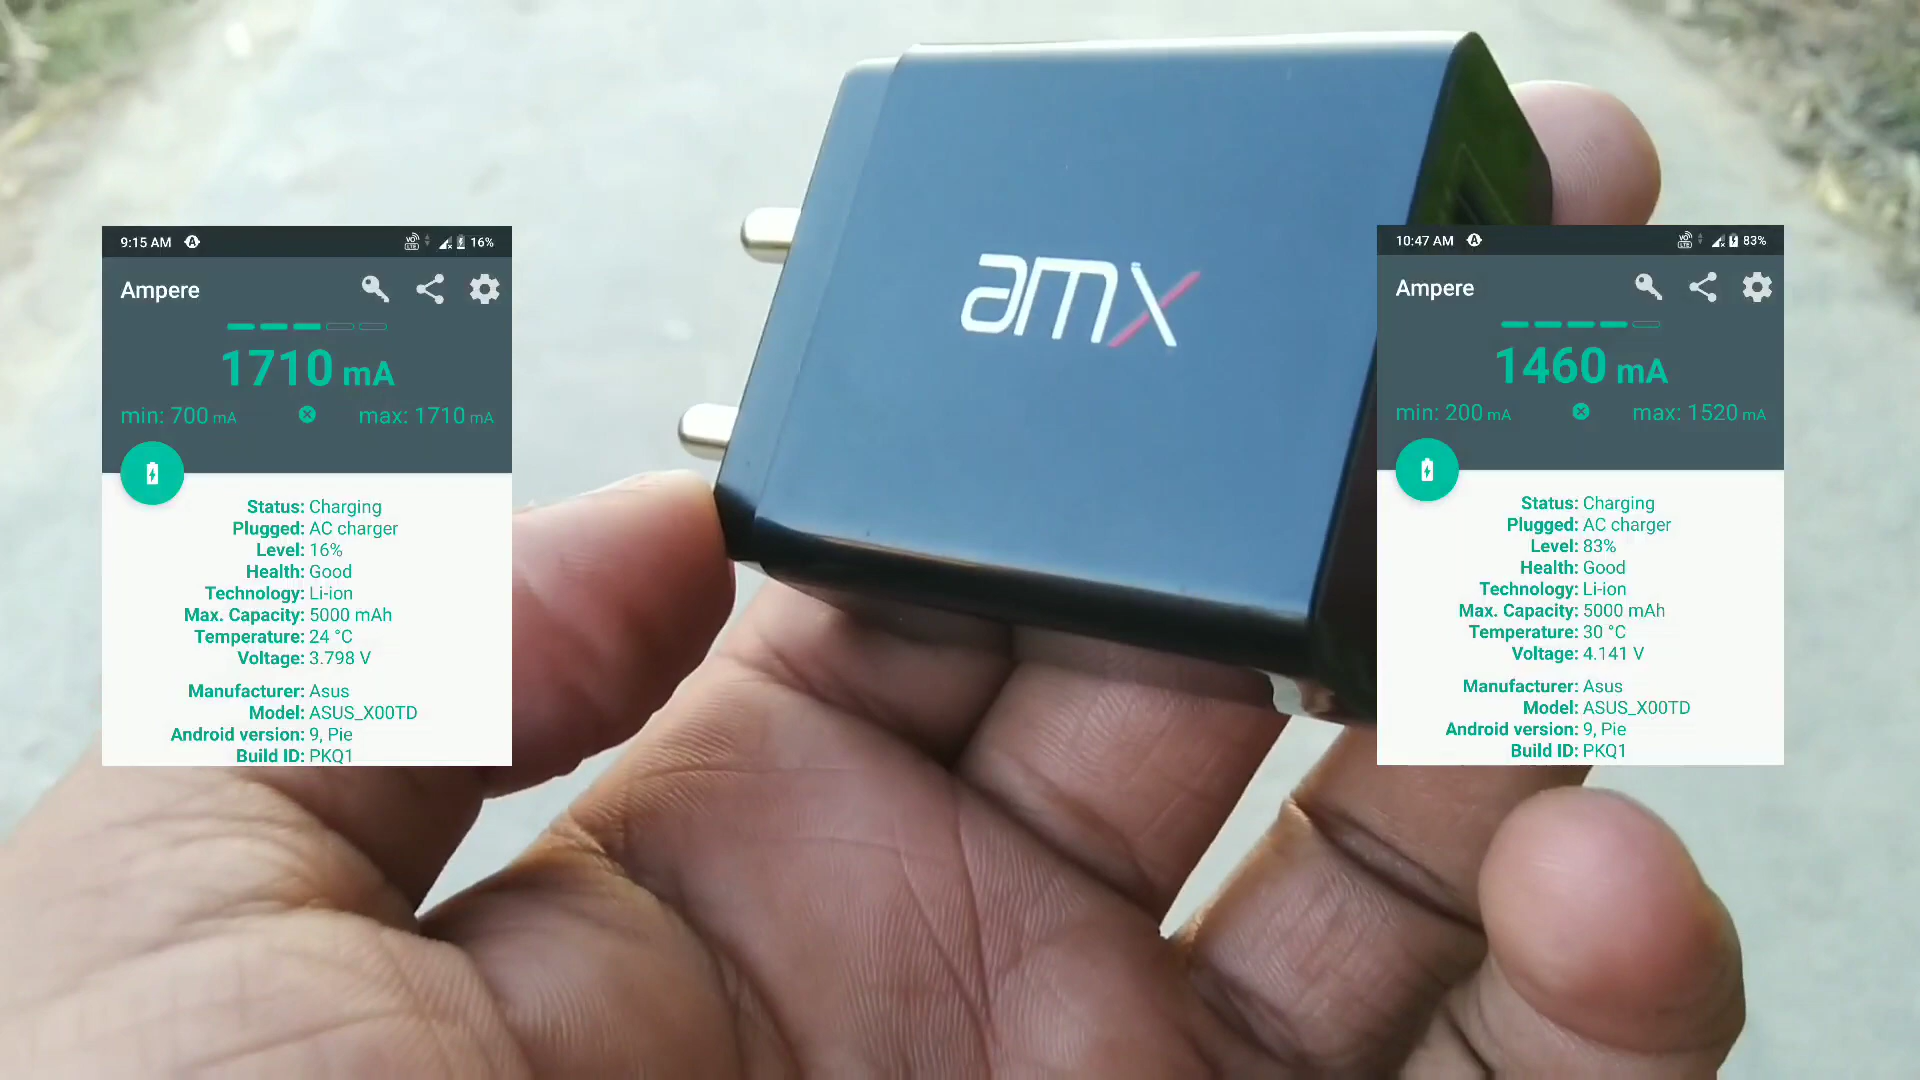 9:15 AM 16%
Ampere
1710 mA
min: 700 mA max: 1710 mA
Status: Charging
Plugged: AC charger
Level: 16%
Health: Good
Technology: Li-ion
Max. Capacity: 5000 mAh
Temperature: 24 °C
Voltage: 3.798 V
Manufacturer: Asus
Model: ASUS_X00TD
Android version: 9, Pie
Build ID: PKQ1
amx
10:47 AM 83%
Ampere
1460 mA
min: 200 mA max: 1520 mA
Status: Charging
Plugged: AC charger
Level: 83%
Health: Good
Technology: Li-ion
Max. Capacity: 5000 mAh
Temperature: 30 °C
Voltage: 4.141 V
Manufacturer: Asus
Model: ASUS_X00TD
Android version: 9, Pie
Build ID: PKQ1